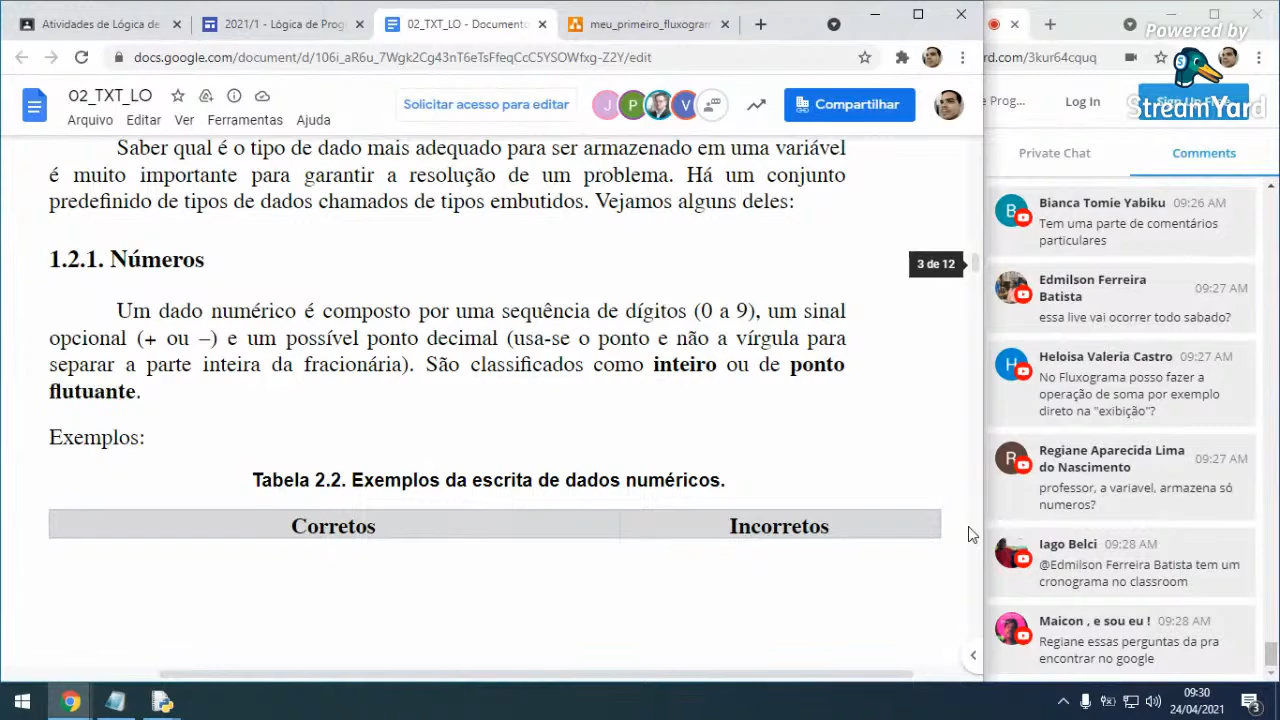 Atividades de Lógica de
2021/1 - Lógica de Prog
02_TXT_LO - Documento
meu_primeiro_fluxogram
docs.google.com/document/d/106i_aR6u_7Wgk2Cg43nT6erFfeqCcC5YSOWfxg-Z2Y/edit
rd.com/3kur64cquq
Powered by
StreamYard
02_TXT_LO
Arquivo Editar Ver Ferramentas Ajuda
Solicitar acesso para editar
J P V
Compartilhar
e Prog...
Log In
Private Chat
Comments
Saber qual é o tipo de dado mais adequado para ser armazenado em uma variável
é muito importante para garantir a resolução de um problema. Há um conjunto
predefinido de tipos de dados chamados de tipos embutidos. Vejamos alguns deles:
1.2.1. Números
3 de 12
Um dado numérico é composto por uma sequência de dígitos (0 a 9), um sinal
opcional (+ ou –) e um possível ponto decimal (usa-se o ponto e não a vírgula para
separar a parte inteira da fracionária). São classificados como inteiro ou de ponto
flutuante.
Exemplos:
Tabela 2.2. Exemplos da escrita de dados numéricos.
Corretos
Incorretos
B
Bianca Tomie Yabiku 09:26 AM
Tem uma parte de comentários
particulares
Edmilson Ferreira
Batista
09:27 AM
essa live vai ocorrer todo sabado?
H
Heloisa Valeria Castro 09:27 AM
No Fluxograma posso fazer a
operação de soma por exemplo
direto na "exibição"?
R
Regiane Aparecida Lima
do Nascimento
09:27 AM
professor, a variavel, armazena só
numeros?
Iago Belci 09:28 AM
@Edmilson Ferreira Batista tem um
cronograma no classroom
Maicon , e sou eu ! 09:28 AM
Regiane essas perguntas da pra
encontrar no google
09:30
24/04/2021
3